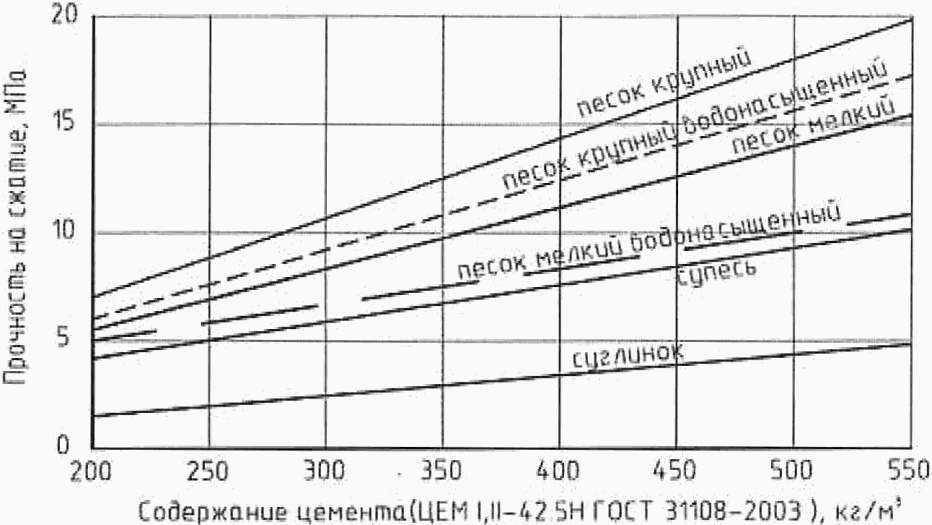 20
15
10
5
0
Прочность на сжатие, МПа
песок крупный
песок крупный водонасыщенный
песок мелкий
песок мелкий водонасыщенный
супесь
суглинок
200 250 300 350 400 450 500 550
Содержание цемента(ЦЕМ I,II-42.5Н ГОСТ 31108-2003 ), кг/м³